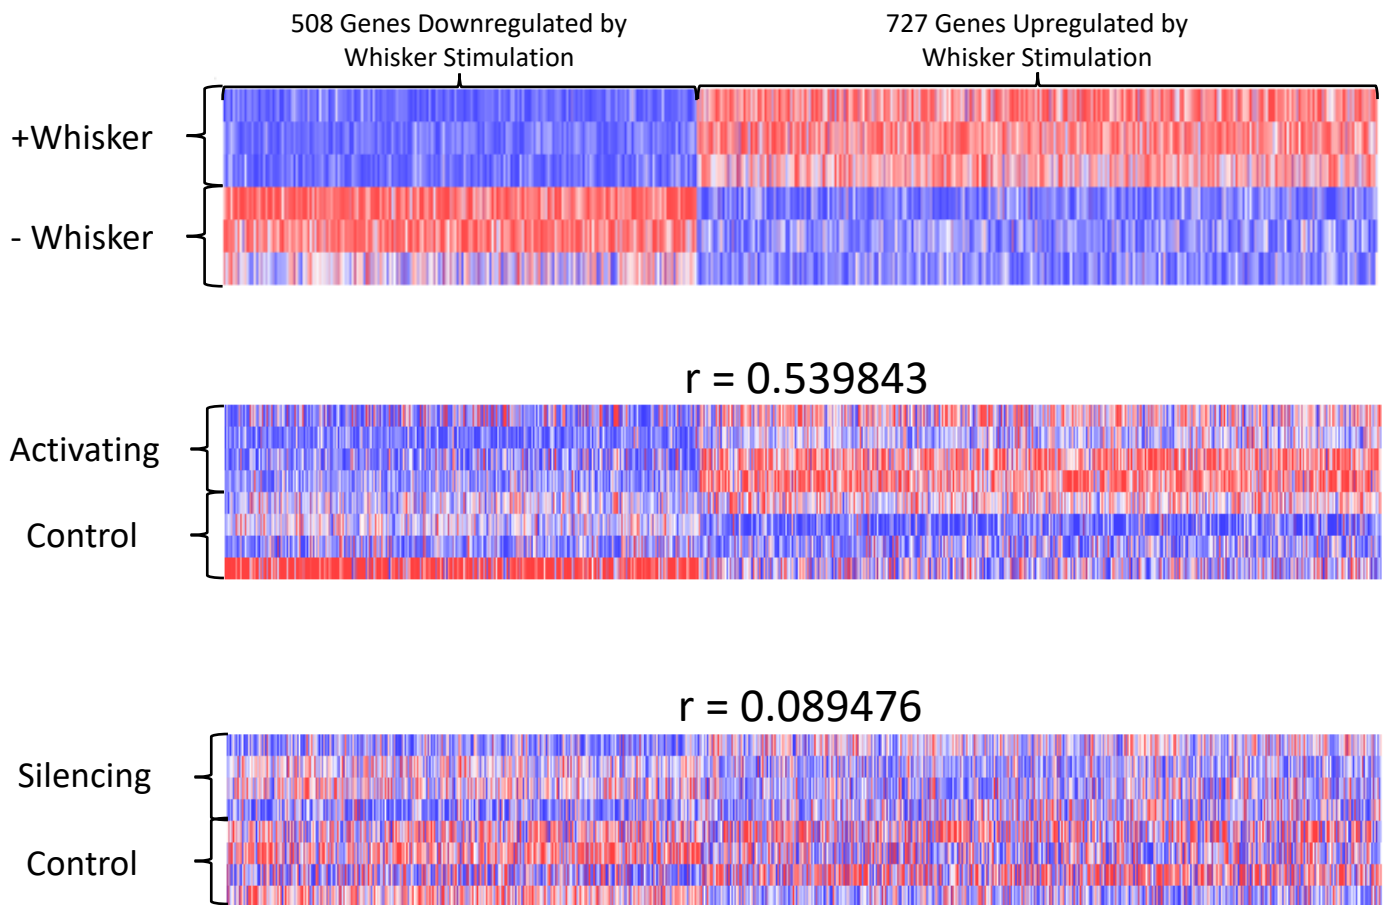 508 Genes Downregulated by
Whisker Stimulation
727 Genes Upregulated by
Whisker Stimulation
+Whisker
- Whisker
r = 0.539843
Activating
Control
r = 0.089476
Silencing
Control